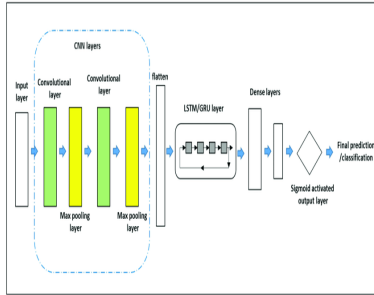 CNN layers
Input
layer
Convolutional
layer
Convolutional
layer
flatten
LSTM/GRU layer
Dense layers
Final prediction
/classification
Max pooling
layer
Max pooling
layer
Sigmoid activated
output layer